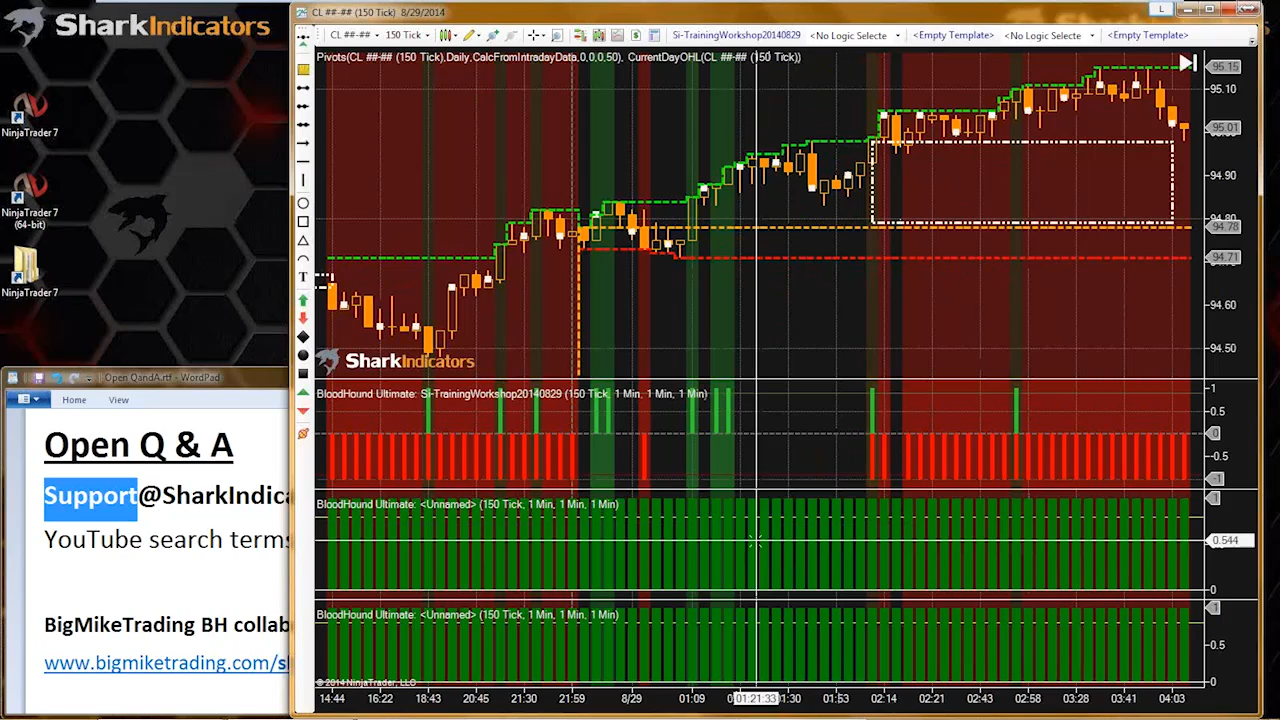 SharkIndicators
NinjaTrader 7
NinjaTrader 7
(64-bit)
NinjaTrader 7
CL ##-## (150 Tick) 8/29/2014
L
CL ##-## 150 Tick $ Si-TrainingWorkshop20140829 <No Logic Selecte <Empty Template> <No Logic Selecte <Empty Template>
Pivots(CL ##-## (150 Tick),Daily,CalcFromIntradayData,0,0,0,50), CurrentDayOHL(CL ##-## (150 Tick))
95.15
95.10
95.01
94.90
94.78
94.71
94.60
94.50
SharkIndicators
BloodHound Ultimate: Si-TrainingWorkshop20140829 (150 Tick, 1 Min, 1 Min, 1 Min)
1
0.5
0
-0.5
-1
BloodHound Ultimate: <Unnamed> (150 Tick, 1 Min, 1 Min, 1 Min)
1
0.544
0
BloodHound Ultimate: <Unnamed> (150 Tick, 1 Min, 1 Min, 1 Min)
1
0.5
0
© 2014 NinjaTrader, LLC
14:44 16:22 18:43 20:45 21:30 21:59 8/29 01:09 01:21:33 01:53 02:14 02:21 02:43 02:58 03:28 03:41 04:03
Open QandA.rtf - WordPad
Home View
Open Q & A
Support@SharkIndica
YouTube search terms
BigMikeTrading BH collab
www.bigmiketrading.com/s